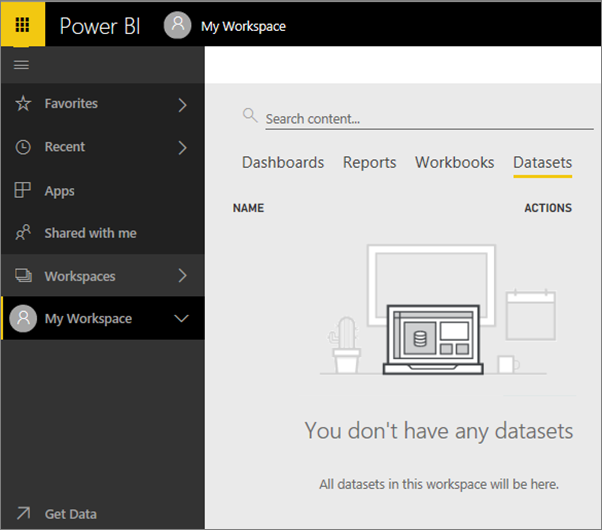 Power BI My Workspace
Favorites
Recent
Apps
Shared with me
Workspaces
My Workspace
Get Data
Search content...
Dashboards Reports Workbooks Datasets
NAME ACTIONS
You don't have any datasets
All datasets in this workspace will be here.